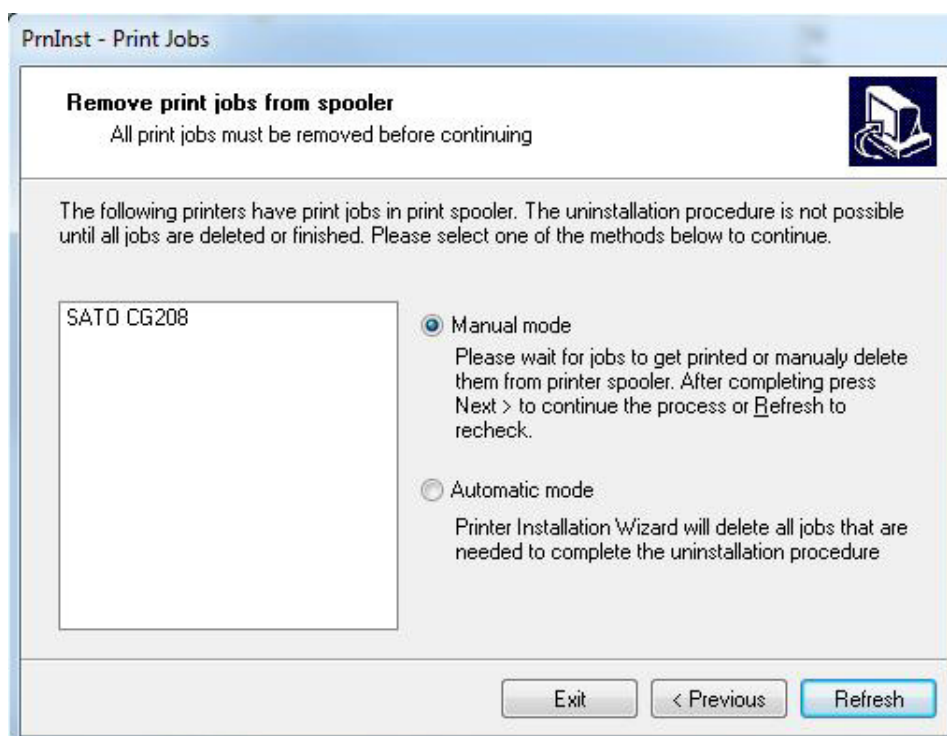 PrnInst - Print Jobs
Remove print jobs from spooler
All print jobs must be removed before continuing
The following printers have print jobs in print spooler. The uninstallation procedure is not possible
until all jobs are deleted or finished. Please select one of the methods below to continue.
SATO CG208
Manual mode
Please wait for jobs to get printed or manualy delete
them from printer spooler. After completing press
Next > to continue the process or Refresh to
recheck.
Automatic mode
Printer Installation Wizard will delete all jobs that are
needed to complete the uninstallation procedure
Exit
< Previous
Refresh